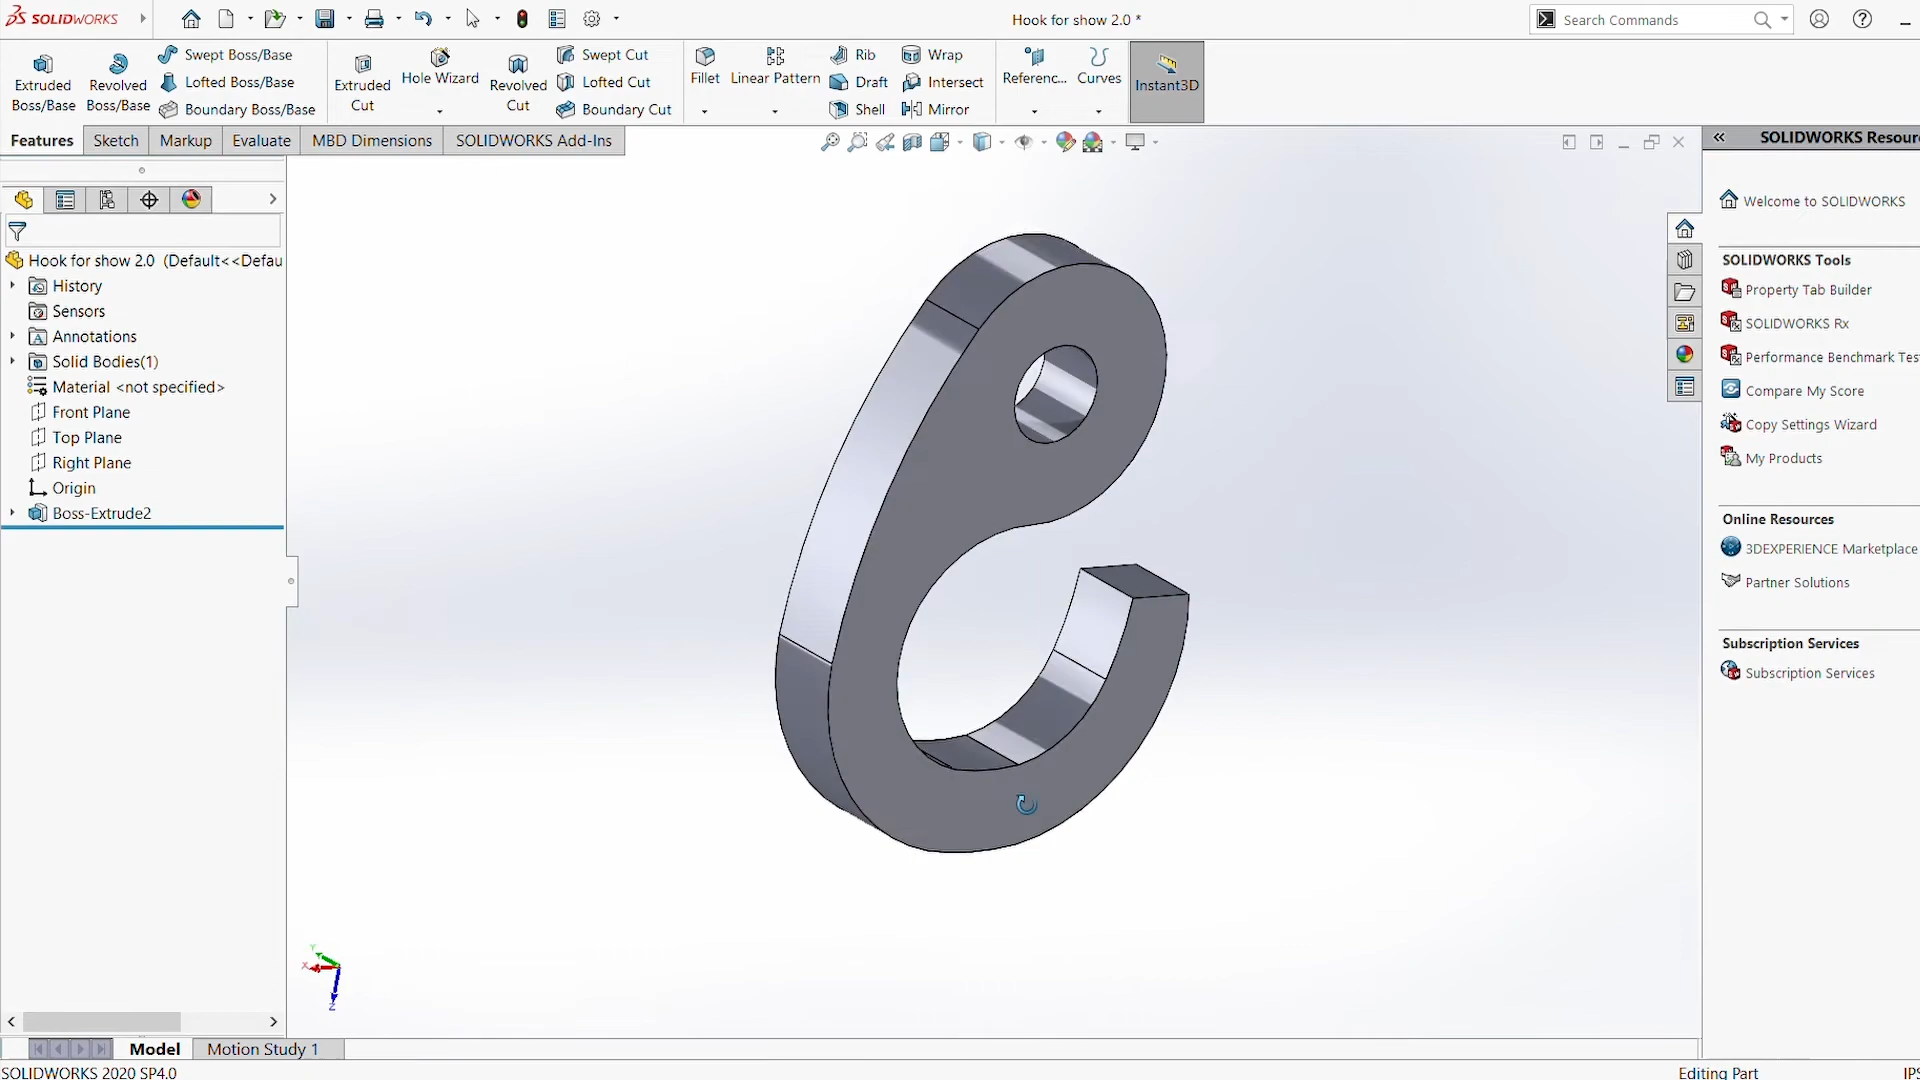 SOLIDWORKS
Hook for show 2.0 *
Search Commands
Extruded Boss/Base
Revolved Boss/Base
Swept Boss/Base
Lofted Boss/Base
Boundary Boss/Base
Extruded Cut
Hole Wizard
Revolved Cut
Swept Cut
Lofted Cut
Boundary Cut
Fillet
Linear Pattern
Rib
Draft
Shell
Wrap
Intersect
Mirror
Referenc...
Curves
Instant3D
Features
Sketch
Markup
Evaluate
MBD Dimensions
SOLIDWORKS Add-Ins
Hook for show 2.0 (Default<<Defau
History
Sensors
Annotations
Solid Bodies(1)
Material <not specified>
Front Plane
Top Plane
Right Plane
Origin
Boss-Extrude2
Y
X
Z
SOLIDWORKS Resour
Welcome to SOLIDWORKS
SOLIDWORKS Tools
Property Tab Builder
SOLIDWORKS Rx
Performance Benchmark Tes
Compare My Score
Copy Settings Wizard
My Products
Online Resources
3DEXPERIENCE Marketplace
Partner Solutions
Subscription Services
Subscription Services
Model
Motion Study 1
SOLIDWORKS 2020 SP4.0
Editing Part
IPS